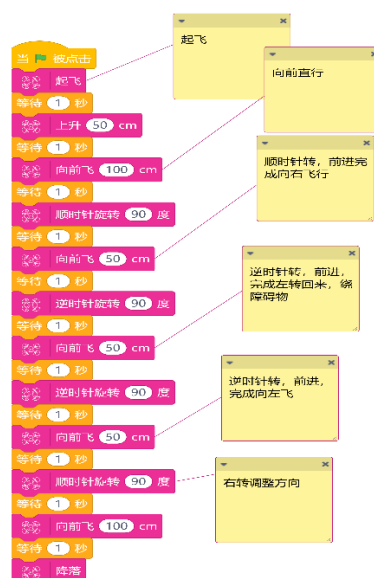 当 被点击
起飞
等待 1 秒
上升 50 cm
等待 1 秒
向前飞 100 cm
等待 1 秒
顺时针旋转 90 度
等待 1 秒
向前飞 50 cm
等待 1 秒
逆时针旋转 90 度
等待 1 秒
向前飞 50 cm
等待 1 秒
逆时针旋转 90 度
等待 1 秒
向前飞 50 cm
等待 1 秒
顺时针旋转 90 度
等待 1 秒
向前飞 100 cm
等待 1 秒
降落
起飞
向前直行
顺时针转，前进完
成向右飞行
逆时针转，前进，
完成左转回来，绕
障碍物
逆时针转，前进，
完成向左飞
右转调整方向